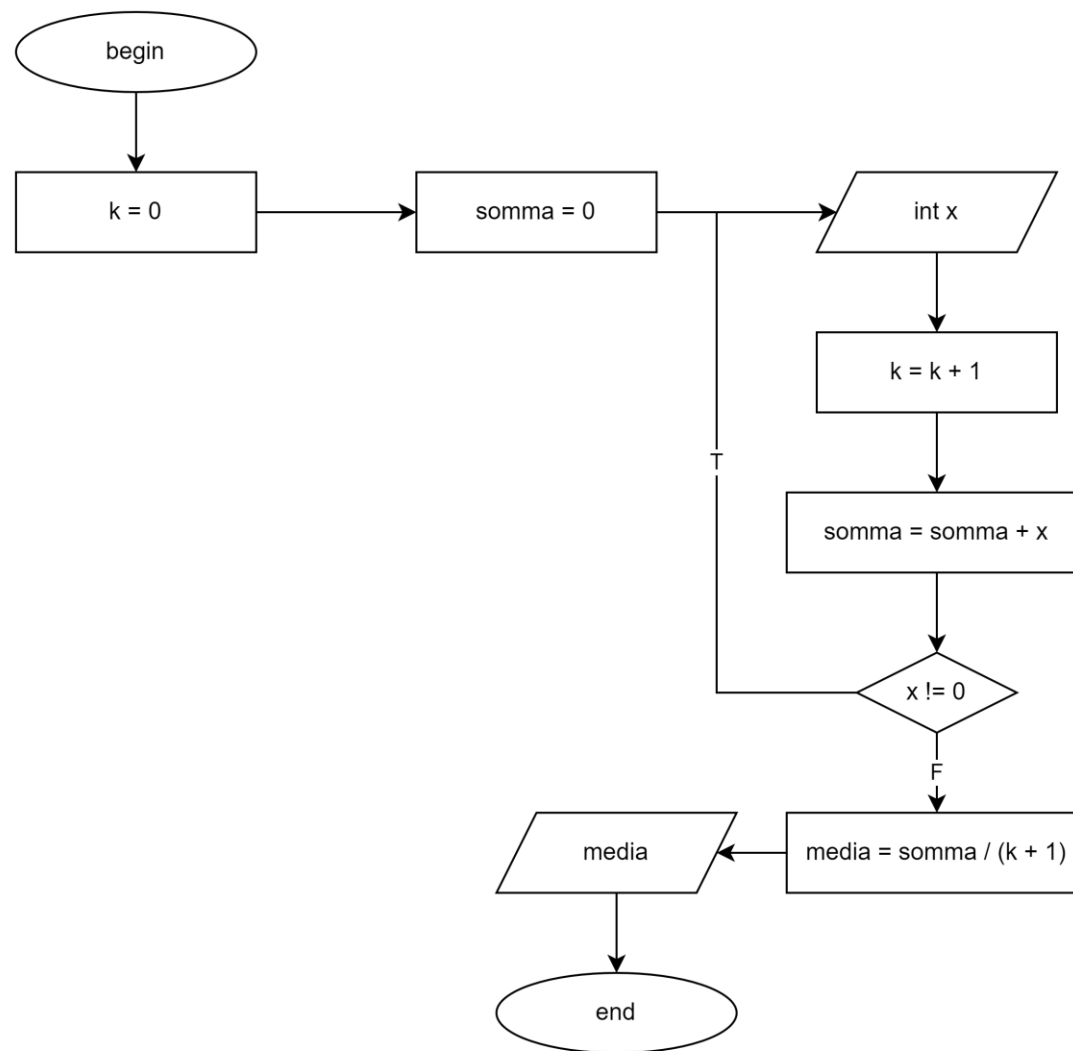 begin
k = 0
somma = 0
int x
k = k + 1
T
somma = somma + x
x != 0
F
media = somma / (k + 1)
media
end